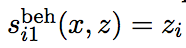 s_{i1}^{beh}(x, z) = z_i